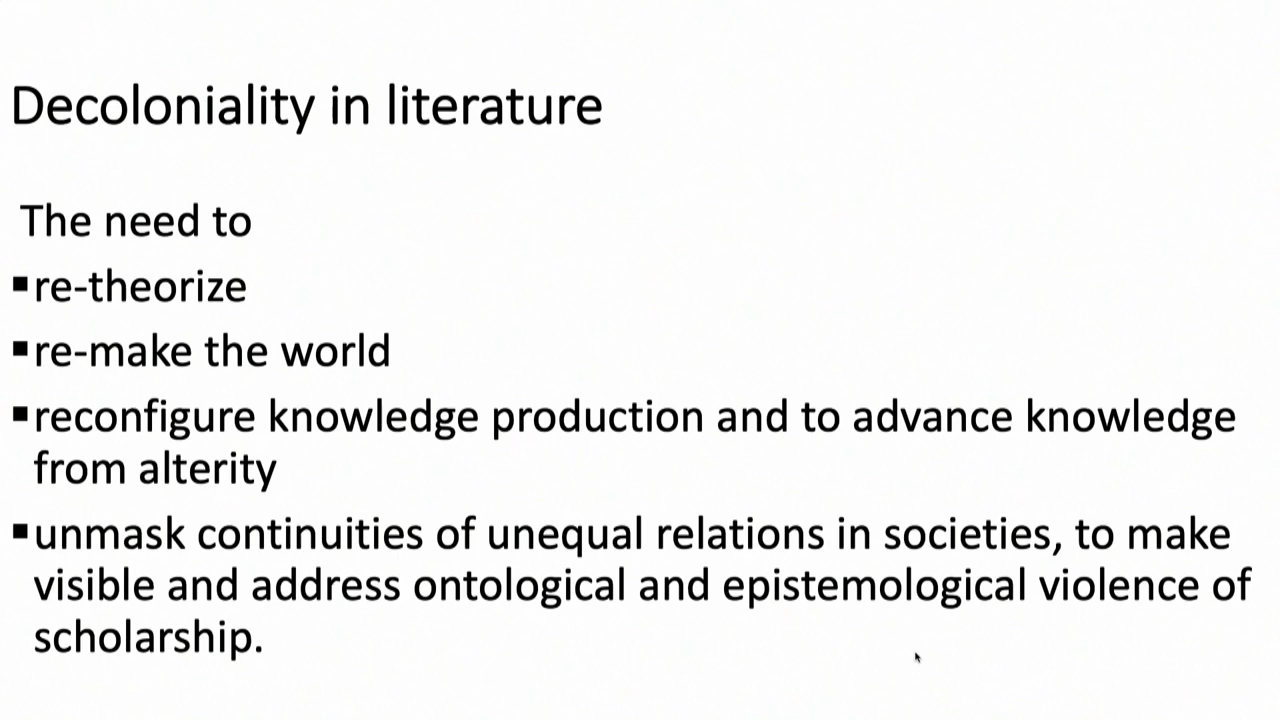 Decoloniality in literature
The need to
▪re-theorize
▪re-make the world
▪reconfigure knowledge production and to advance knowledge
from alterity
▪unmask continuities of unequal relations in societies, to make
visible and address ontological and epistemological violence of
scholarship.